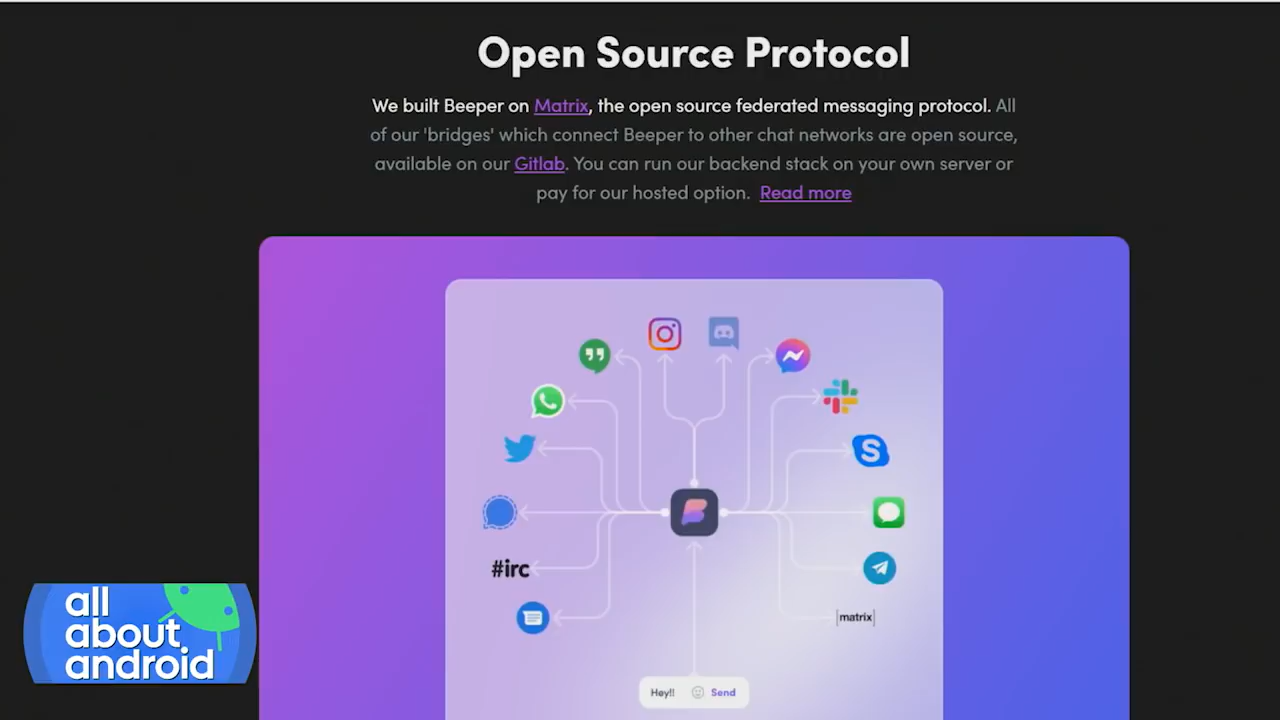 Open Source Protocol
We built Beeper on Matrix, the open source federated messaging protocol. All
of our 'bridges' which connect Beeper to other chat networks are open source,
available on our Gitlab. You can run our backend stack on your own server or
pay for our hosted option. Read more
#irc
[matrix]
Hey!! Send
all
about
android